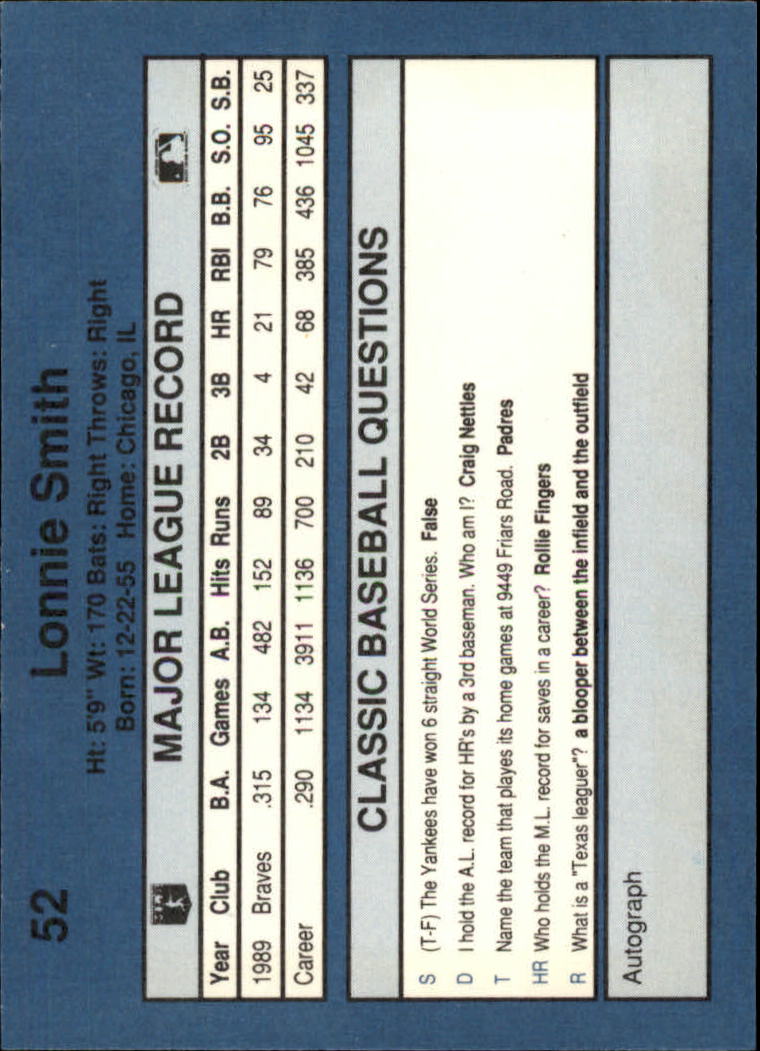 52 Lonnie Smith
Ht: 5'9" Wt: 170 Bats: Right Throws: Right
Born: 12-22-55 Home: Chicago, IL
MAJOR LEAGUE RECORD
Year Club B.A. Games A.B. Hits Runs 2B 3B HR RBI B.B. S.O. S.B.
1989 Braves .315 134 482 152 89 34 4 21 79 76 95 25
Career .290 1134 3911 1136 700 210 42 68 385 436 1045 337
CLASSIC BASEBALL QUESTIONS
S (T-F) The Yankees have won 6 straight World Series. False
D I hold the A.L. record for HR's by a 3rd baseman. Who am I? Craig Nettles
T Name the team that playes its home games at 9449 Friars Road. Padres
HR Who holds the M.L. record for saves in a career? Rollie Fingers
R What is a "Texas leaguer"? a blooper between the infield and the outfield
Autograph